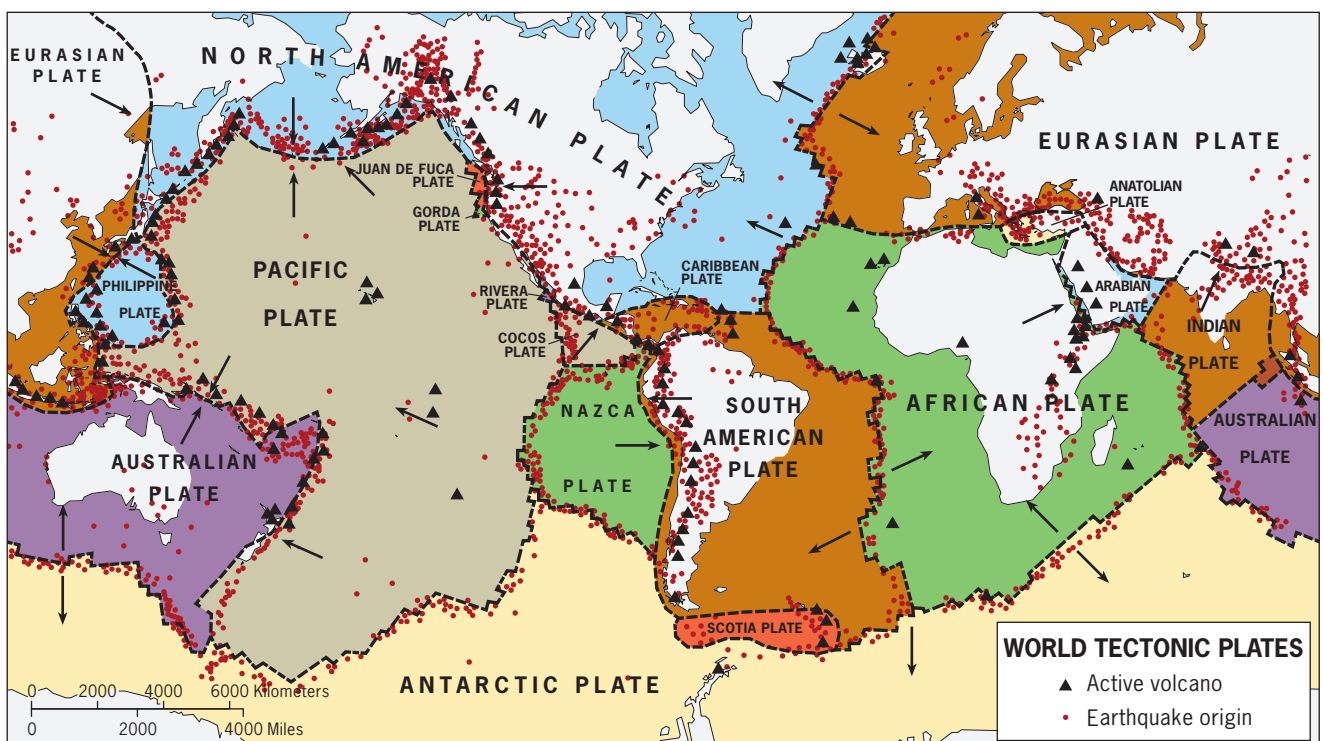 EURASIAN
PLATE
NORTH AMERICAN PLATE
EURASIAN PLATE
JUAN DE FUCA
PLATE
GORDA
PLATE
ANATOLIAN
PLATE
PACIFIC
PLATE
PHILIPPINE
PLATE
RIVERA
PLATE
CARIBBEAN
PLATE
ARABIAN
PLATE
COCOS
PLATE
INDIAN
PLATE
NAZCA
PLATE
SOUTH
AMERICAN
PLATE
AFRICAN PLATE
AUSTRALIAN
PLATE
AUSTRALIAN
PLATE
SCOTIA PLATE
ANTARCTIC PLATE
0 2000 4000 6000 Kilometers
0 2000 4000 Miles
WORLD TECTONIC PLATES
Active volcano
Earthquake origin